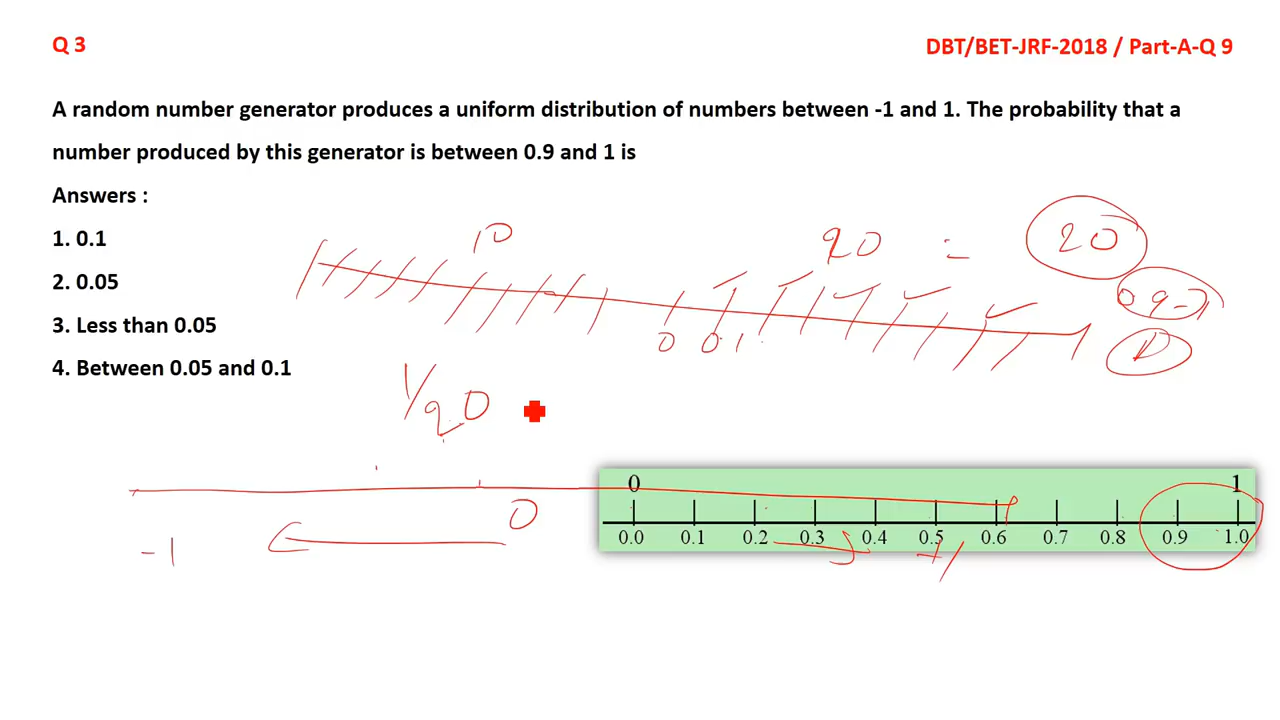 Q 3
DBT/BET-JRF-2018 / Part-A-Q 9
A random number generator produces a uniform distribution of numbers between -1 and 1. The probability that a
number produced by this generator is between 0.9 and 1 is
Answers :
1. 0.1
2. 0.05
3. Less than 0.05
4. Between 0.05 and 0.1
10
20 = 20
0 0.1
1/20
0 1
0.0 0.1 0.2 0.3 0.4 0.5 0.6 0.7 0.8 0.9 1.0
0
-1 +1